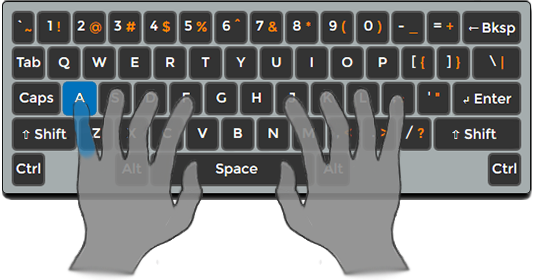 ` ~ 1 ! 2 @ 3 # 4 $ 5 % 6 ^ 7 & 8 * 9 ( 0 ) - _ = + ← Bksp
Tab Q W E R T Y U I O P [ { ] } \ |
Caps A S D F G H J K L ' " ↲ Enter
⇧ Shift Z X C V B N M < > / ? ⇧ Shift
Ctrl Alt Space Alt Ctrl